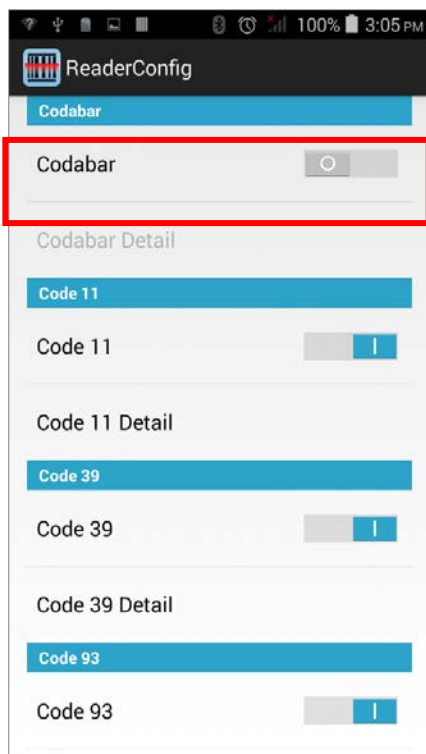 100% 3:05 PM
ReaderConfig
Codabar
Codabar
Codabar Detail
Code 11
Code 11
Code 11 Detail
Code 39
Code 39
Code 39 Detail
Code 93
Code 93